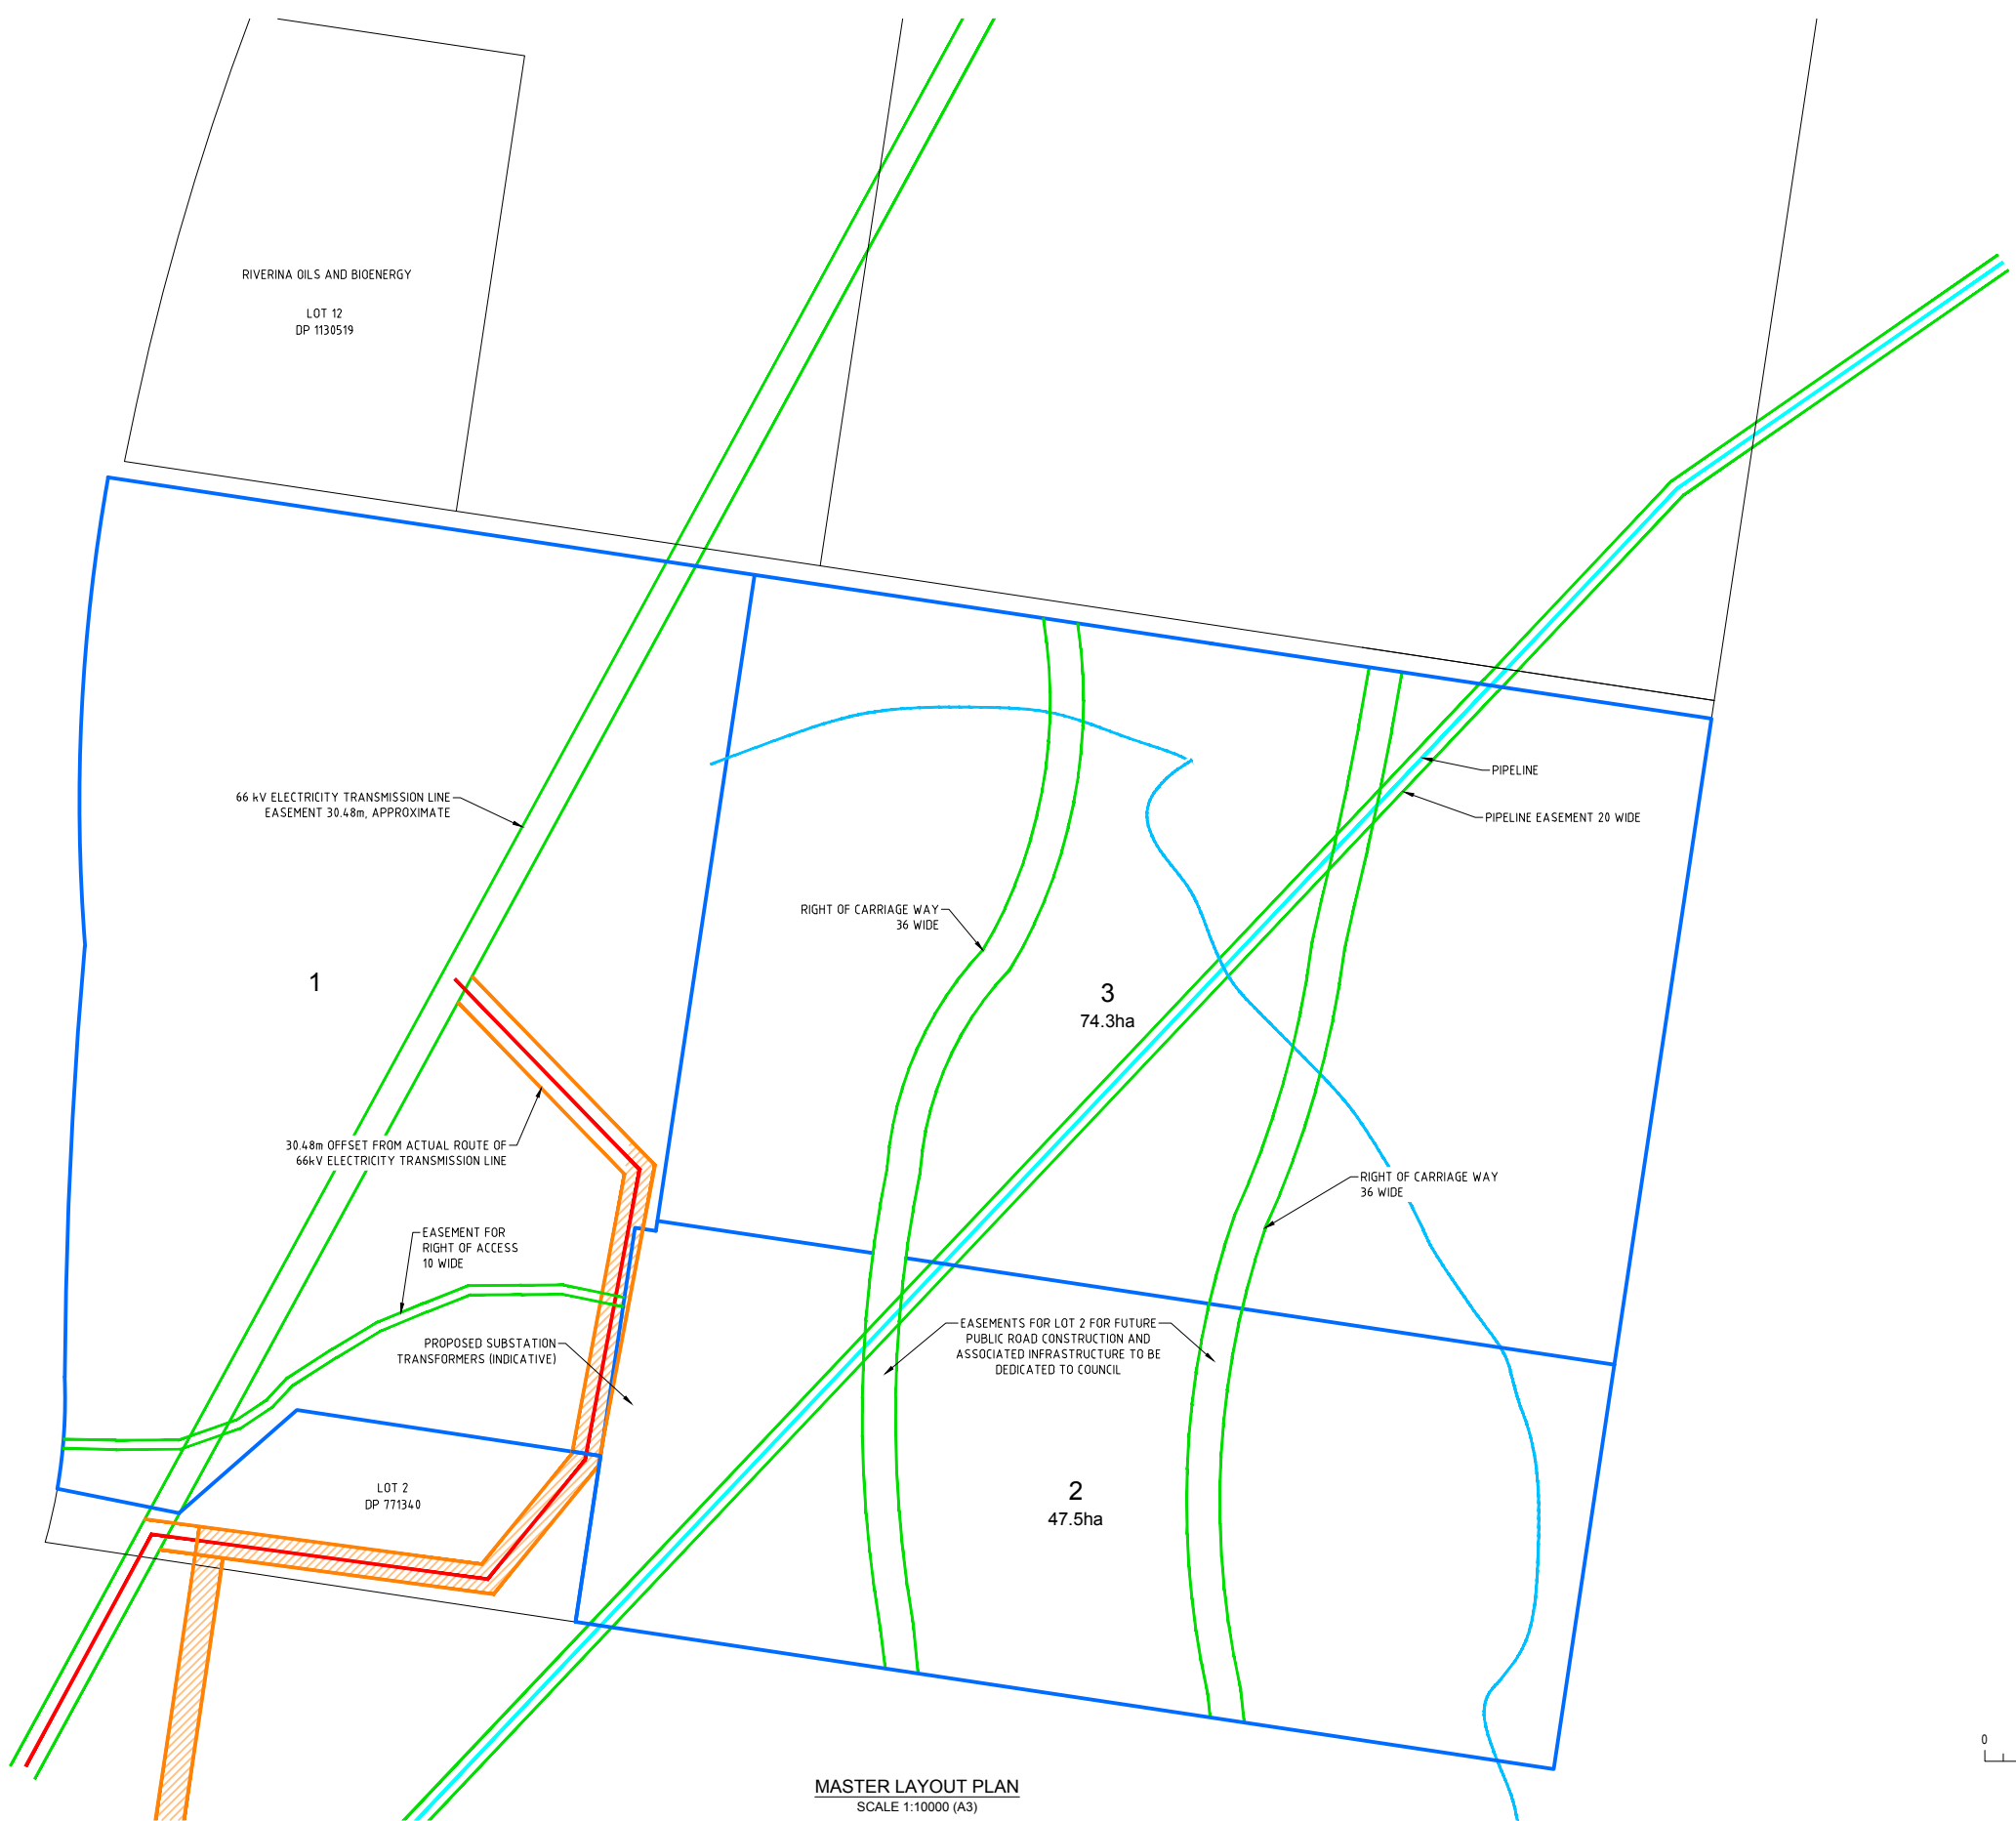 RIVERINA OILS AND BIOENERGY
LOT 12
DP 1130519
66 kV ELECTRICITY TRANSMISSION LINE
EASEMENT 30.48m, APPROXIMATE
PIPELINE
PIPELINE EASEMENT 20 WIDE
RIGHT OF CARRIAGE WAY
36 WIDE
1
3
74.3ha
30.48m OFFSET FROM ACTUAL ROUTE OF
66kV ELECTRICITY TRANSMISSION LINE
RIGHT OF CARRIAGE WAY
36 WIDE
EASEMENT FOR
RIGHT OF ACCESS
10 WIDE
PROPOSED SUBSTATION
TRANSFORMERS (INDICATIVE)
EASEMENTS FOR LOT 2 FOR FUTURE
PUBLIC ROAD CONSTRUCTION AND
ASSOCIATED INFRASTRUCTURE TO BE
DEDICATED TO COUNCIL
LOT 2
DP 771340
2
47.5ha
0
MASTER LAYOUT PLAN
SCALE 1:10000 (A3)